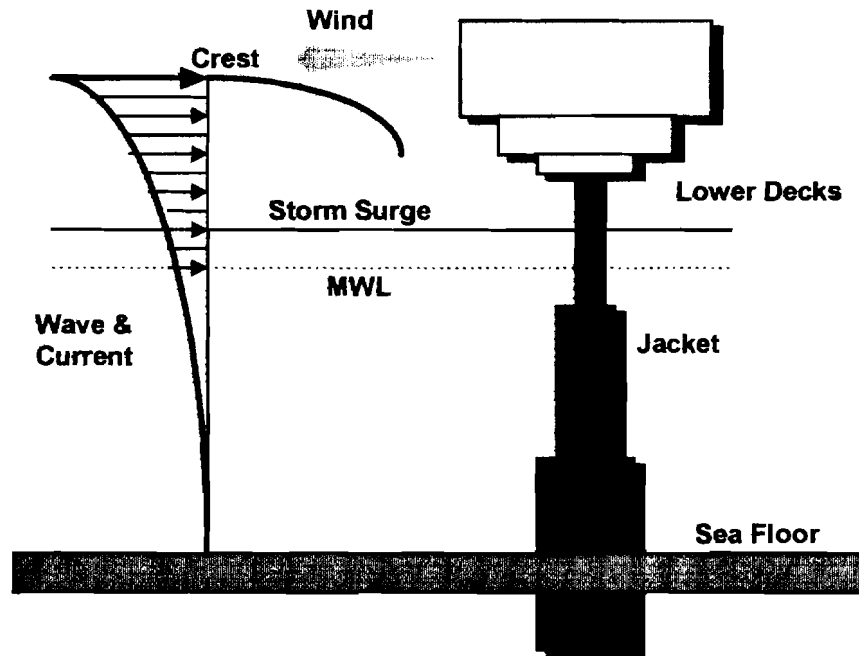 Wind
Crest
Lower Decks
Storm Surge
MWL
Wave &
Current
Jacket
Sea Floor